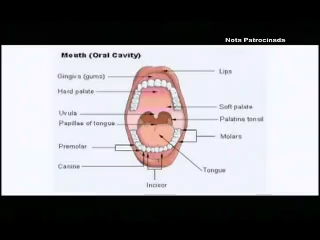 Nota Patrocinada
Mouth (Oral Cavity)
Lips
Gingiva (gums)
Hard palate
Soft palate
Uvula
Palatine tonsil
Papillae of tongue
Molars
Premolar
Canine
Tongue
Incisor